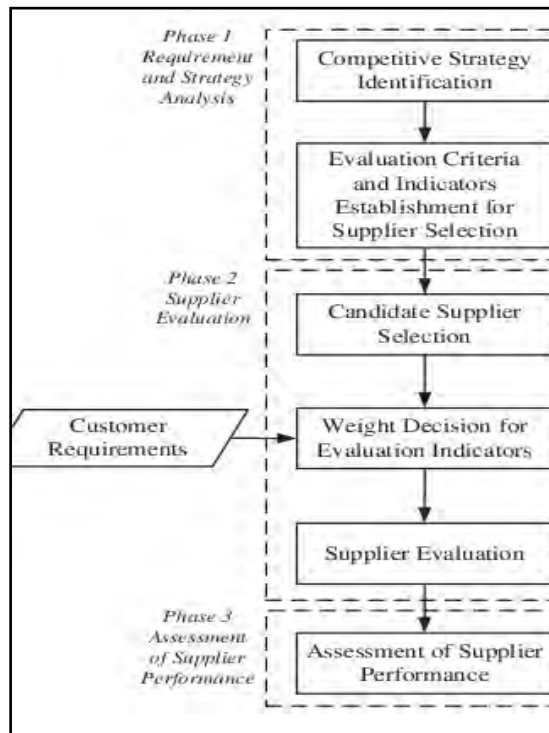 Phase 1
Requirement
and Strategy
Analysis
Competitive Strategy
Identification
Evaluation Criteria
and Indicators
Establishment for
Supplier Selection
Phase 2
Supplier
Evaluation
Candidate Supplier
Selection
Customer
Requirements
Weight Decision for
Evaluation Indicators
Supplier Evaluation
Phase 3
Assessment
of Supplier
Performance
Assessment of Supplier
Performance